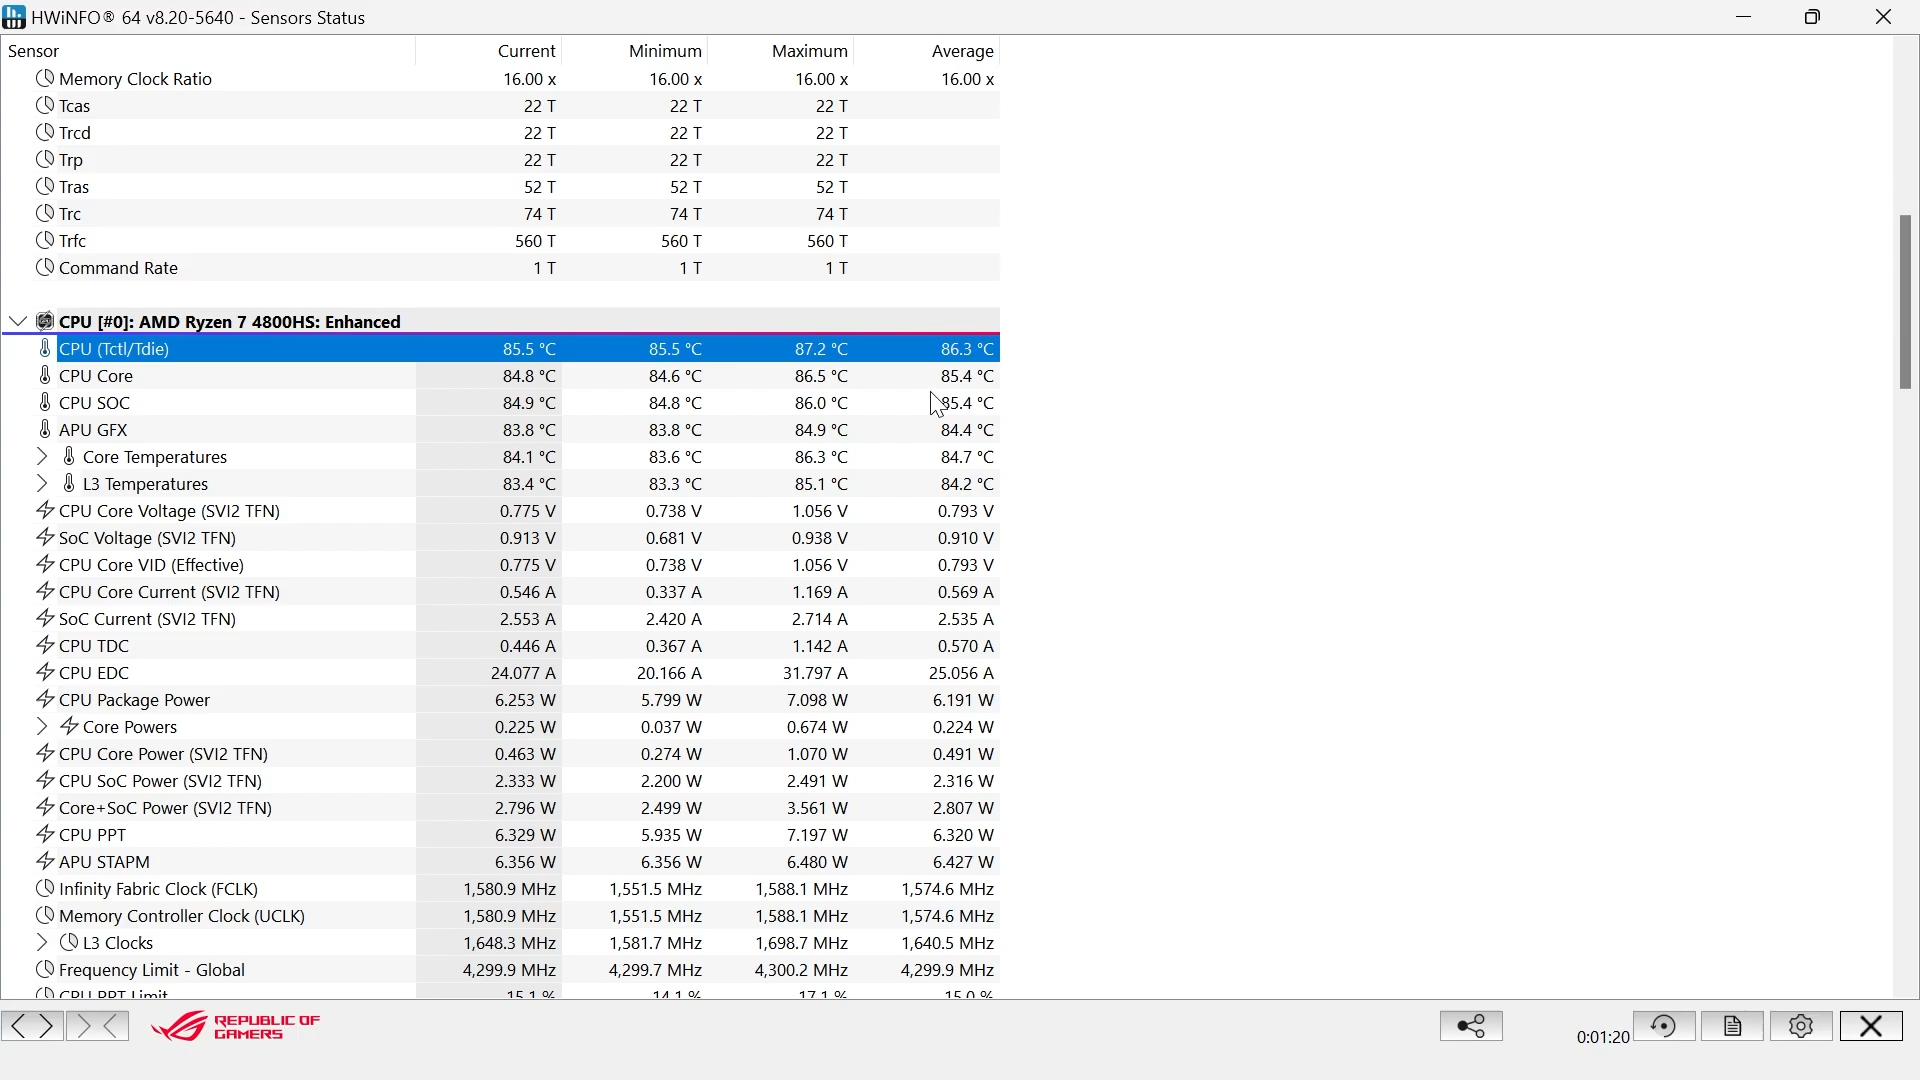 HWiNFO® 64 v8.20-5640 - Sensors Status
Sensor Current Minimum Maximum Average
Memory Clock Ratio 16.00 x 16.00 x 16.00 x 16.00 x
Tcas 22 T 22 T 22 T
Trcd 22 T 22 T 22 T
Trp 22 T 22 T 22 T
Tras 52 T 52 T 52 T
Trc 74 T 74 T 74 T
Trfc 560 T 560 T 560 T
Command Rate 1 T 1 T 1 T
CPU [#0]: AMD Ryzen 7 4800HS: Enhanced
CPU (Tctl/Tdie) 85.5 °C 85.5 °C 87.2 °C 86.3 °C
CPU Core 84.8 °C 84.6 °C 86.5 °C 85.4 °C
CPU SOC 84.9 °C 84.8 °C 86.0 °C 85.4 °C
APU GFX 83.8 °C 83.8 °C 84.9 °C 84.4 °C
Core Temperatures 84.1 °C 83.6 °C 86.3 °C 84.7 °C
L3 Temperatures 83.4 °C 83.3 °C 85.1 °C 84.2 °C
CPU Core Voltage (SVI2 TFN) 0.775 V 0.738 V 1.056 V 0.793 V
SoC Voltage (SVI2 TFN) 0.913 V 0.681 V 0.938 V 0.910 V
CPU Core VID (Effective) 0.775 V 0.738 V 1.056 V 0.793 V
CPU Core Current (SVI2 TFN) 0.546 A 0.337 A 1.169 A 0.569 A
SoC Current (SVI2 TFN) 2.553 A 2.420 A 2.714 A 2.535 A
CPU TDC 0.446 A 0.367 A 1.142 A 0.570 A
CPU EDC 24.077 A 20.166 A 31.797 A 25.056 A
CPU Package Power 6.253 W 5.799 W 7.098 W 6.191 W
Core Powers 0.225 W 0.037 W 0.674 W 0.224 W
CPU Core Power (SVI2 TFN) 0.463 W 0.274 W 1.070 W 0.491 W
CPU SoC Power (SVI2 TFN) 2.333 W 2.200 W 2.491 W 2.316 W
Core+SoC Power (SVI2 TFN) 2.796 W 2.499 W 3.561 W 2.807 W
CPU PPT 6.329 W 5.935 W 7.197 W 6.320 W
APU STAPM 6.356 W 6.356 W 6.480 W 6.427 W
Infinity Fabric Clock (FCLK) 1,580.9 MHz 1,551.5 MHz 1,588.1 MHz 1,574.6 MHz
Memory Controller Clock (UCLK) 1,580.9 MHz 1,551.5 MHz 1,588.1 MHz 1,574.6 MHz
L3 Clocks 1,648.3 MHz 1,581.7 MHz 1,698.7 MHz 1,640.5 MHz
Frequency Limit - Global 4,299.9 MHz 4,299.7 MHz 4,300.2 MHz 4,299.9 MHz
CPU PPT Limit 15.1 % 14.1 % 17.1 % 15.0 %
REPUBLIC OF
GAMERS
0:01:20